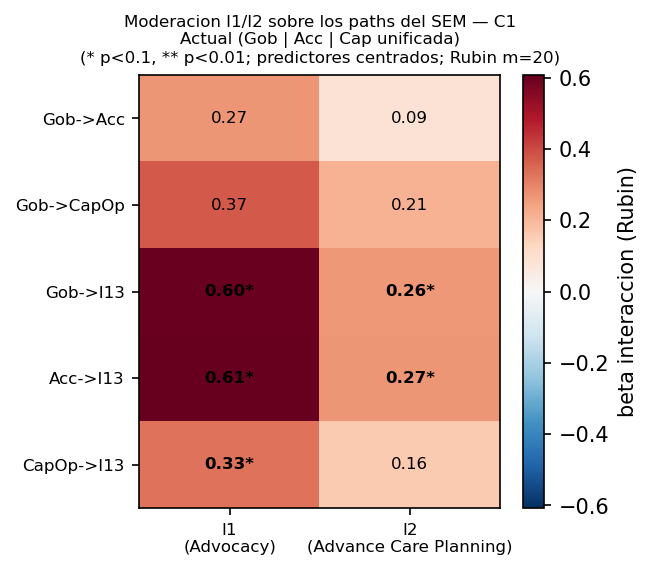 Moderacion I1/I2 sobre los paths del SEM — C1
Actual (Gob | Acc | Cap unificada)
(* p<0.1, ** p<0.01; predictores centrados; Rubin m=20)
Gob->Acc 0.27 0.09
Gob->CapOp 0.37 0.21
Gob->I13 0.60* 0.26*
Acc->I13 0.61* 0.27*
CapOp->I13 0.33* 0.16
I1 I2
(Advocacy) (Advance Care Planning)
0.6
0.4
0.2
0.0
−0.2
−0.4
−0.6
beta interaccion (Rubin)